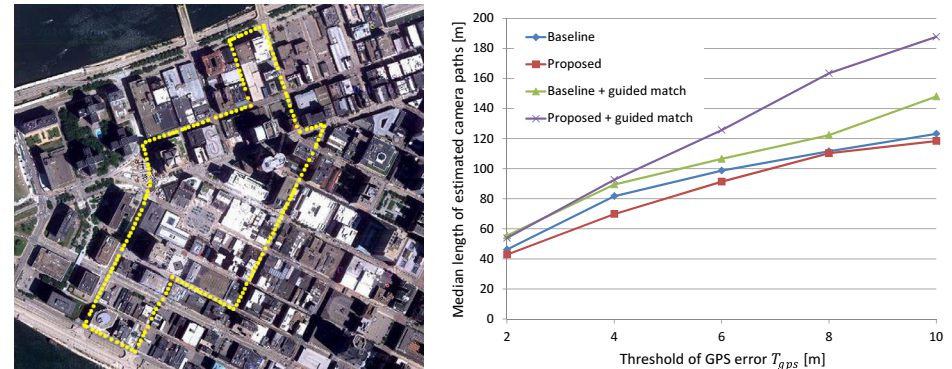 Median length of estimated camera paths [m]
200
180
160
140
120
100
80
60
40
20
0
Baseline
Proposed
Baseline + guided match
Proposed + guided match
2 4 6 8 10
Threshold of GPS error T_gps [m]